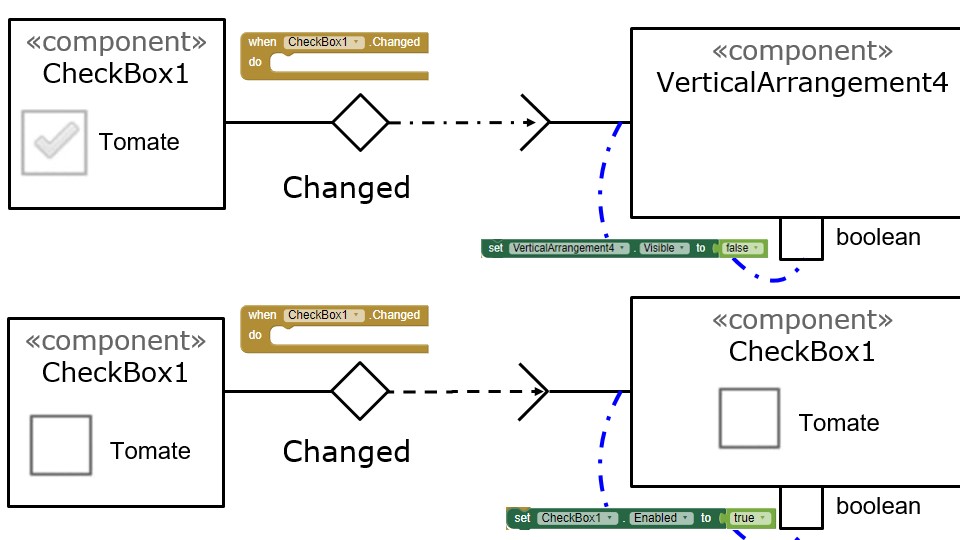 «component»
CheckBox1
Tomate
when CheckBox1 .Changed
do
Changed
«component»
VerticalArrangement4
set VerticalArrangement4 . Visible to false
boolean
«component»
CheckBox1
Tomate
when CheckBox1 .Changed
do
Changed
«component»
CheckBox1
Tomate
set CheckBox1 . Enabled to true
boolean